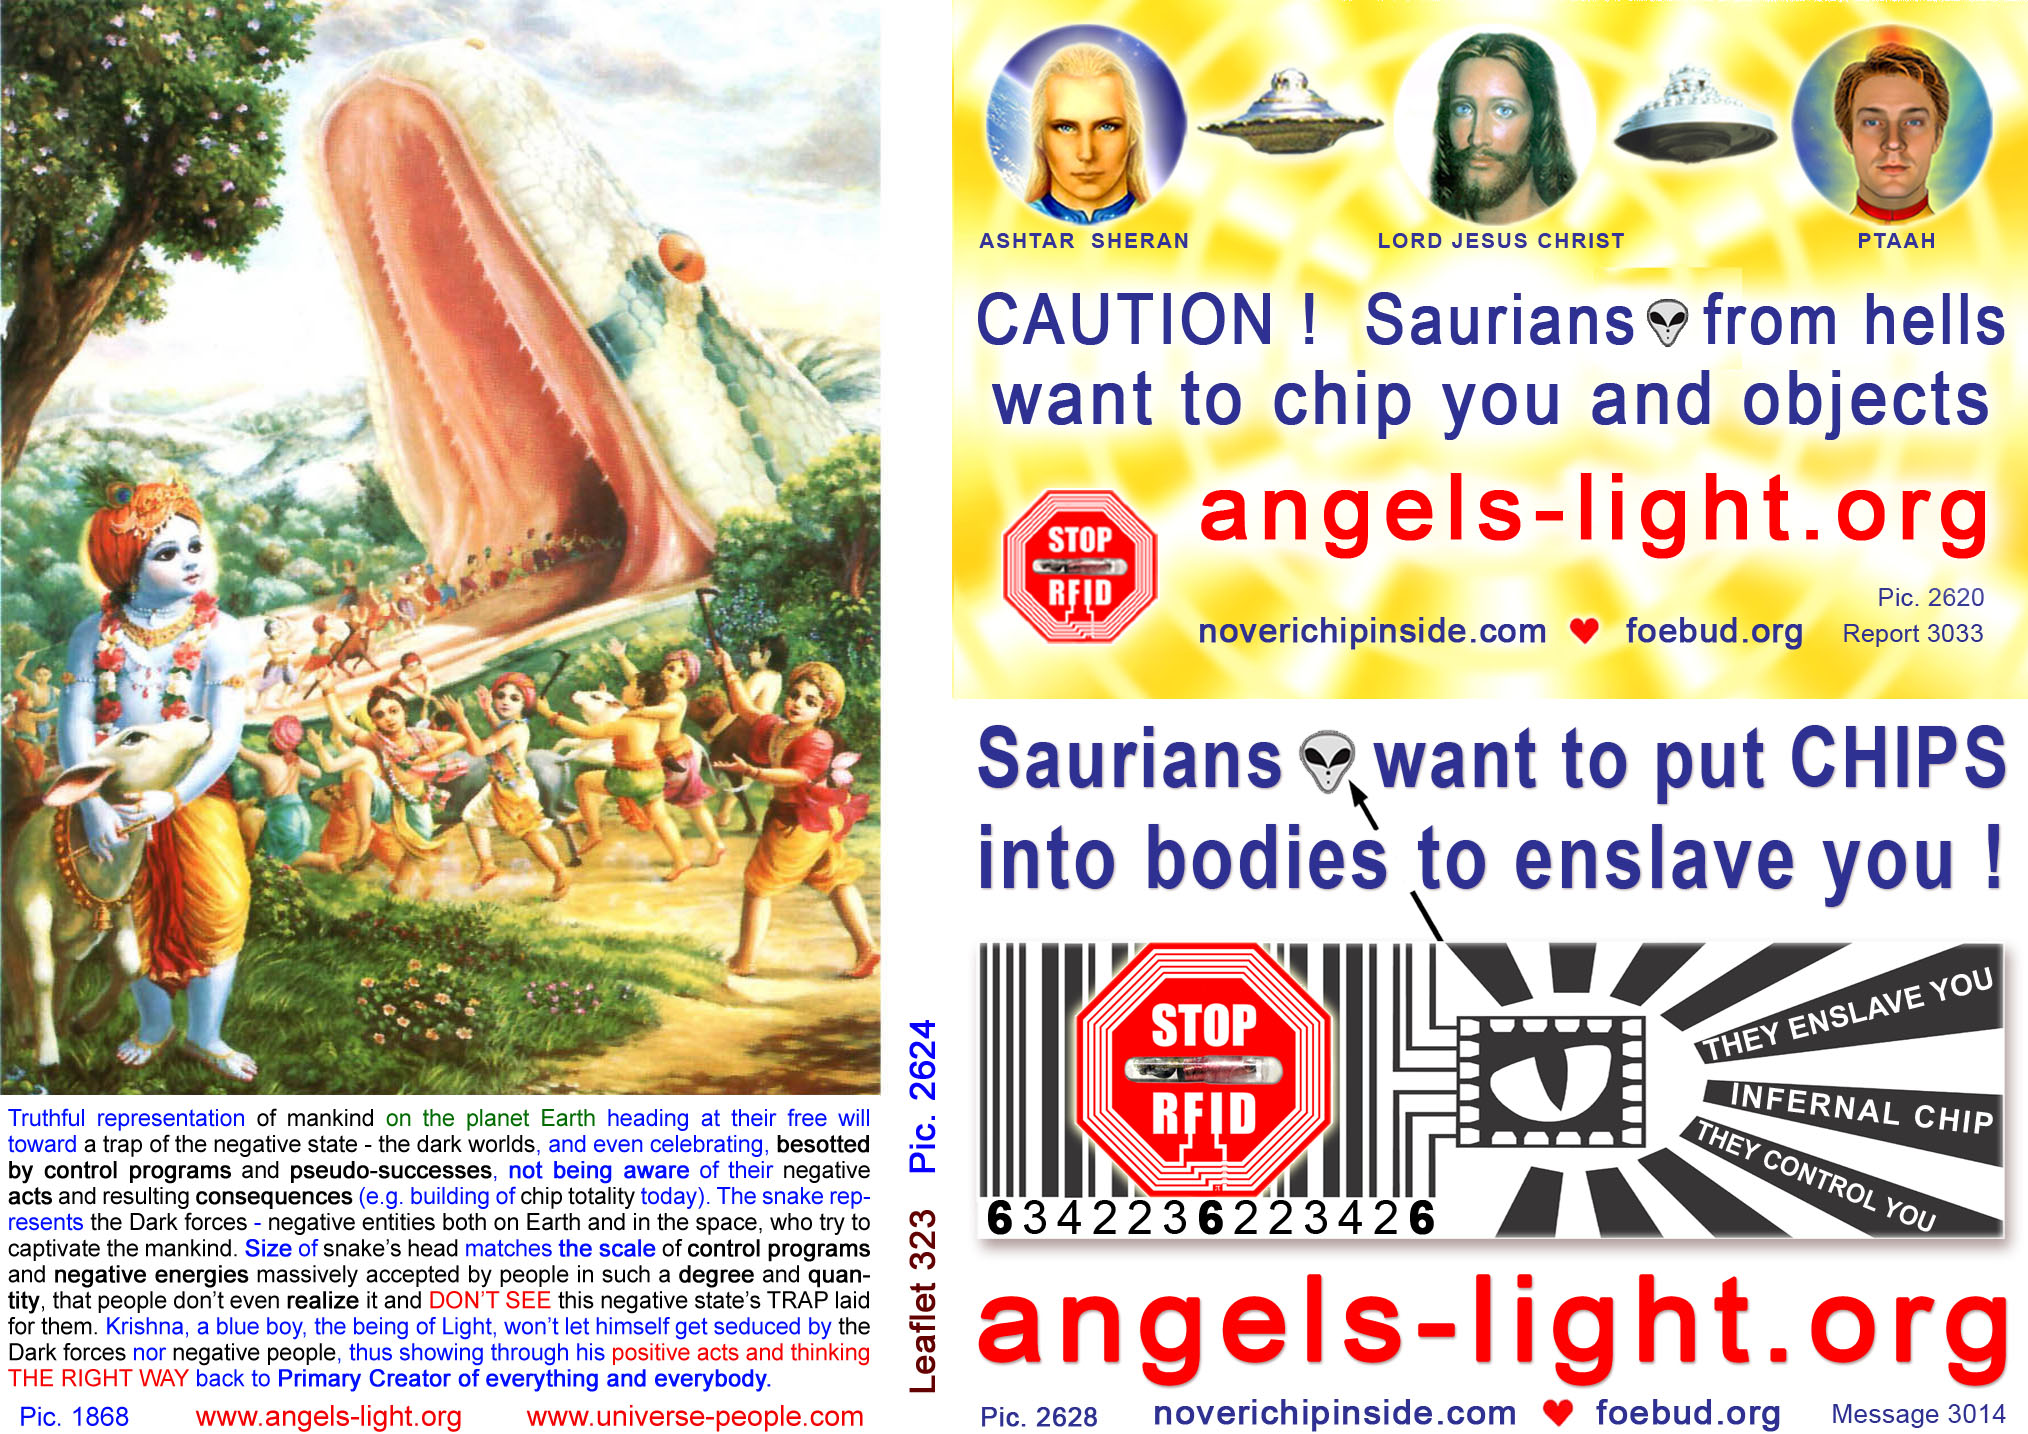 Truthful representation of mankind on the planet Earth heading at their free will
toward a trap of the negative state - the dark worlds, and even celebrating, besotted
by control programs and pseudo-successes, not being aware of their negative
acts and resulting consequences (e.g. building of chip totality today). The snake rep-
resents the Dark forces - negative entities both on Earth and in the space, who try to
captivate the mankind. Size of snake's head matches the scale of control programs
and negative energies massively accepted by people in such a degree and quan-
tity, that people don't even realize it and DON'T SEE this negative state's TRAP laid
for them. Krishna, a blue boy, the being of Light, won't let himself get seduced by the
Dark forces nor negative people, thus showing through his positive acts and thinking
THE RIGHT WAY back to Primary Creator of everything and everybody.
Pic. 1868 www.angels-light.org www.universe-people.com
Leaflet 323 Pic. 2624
ASHTAR SHERAN LORD JESUS CHRIST PTAAH
CAUTION ! Saurians from hells
want to chip you and objects
angels-light.org
STOP
RFID
Pic. 2620
noverichipinside.com foebud.org Report 3033
Saurians want to put CHIPS
into bodies to enslave you !
STOP
RFID
6342236223426
THEY ENSLAVE YOU
INFERNAL CHIP
THEY CONTROL YOU
angels-light.org
Pic. 2628 noverichipinside.com foebud.org Message 3014